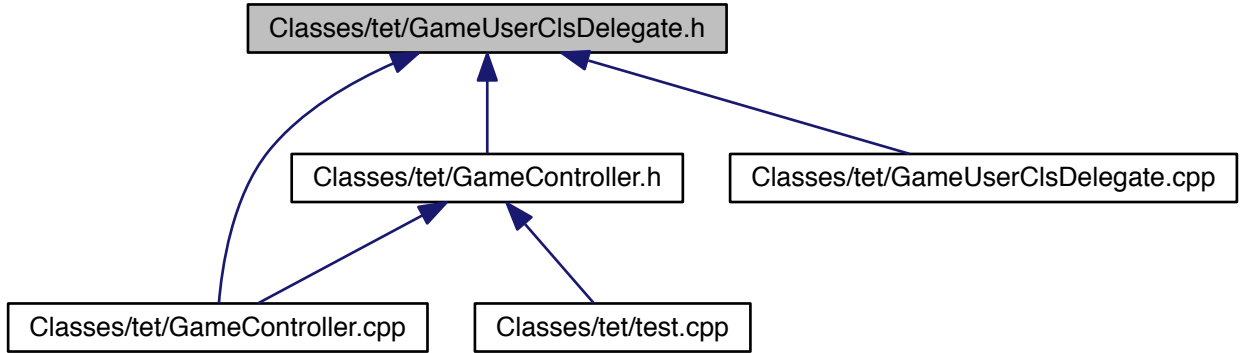 Classes/tet/GameUserClsDelegate.h
Classes/tet/GameController.h
Classes/tet/GameUserClsDelegate.cpp
Classes/tet/GameController.cpp
Classes/tet/test.cpp